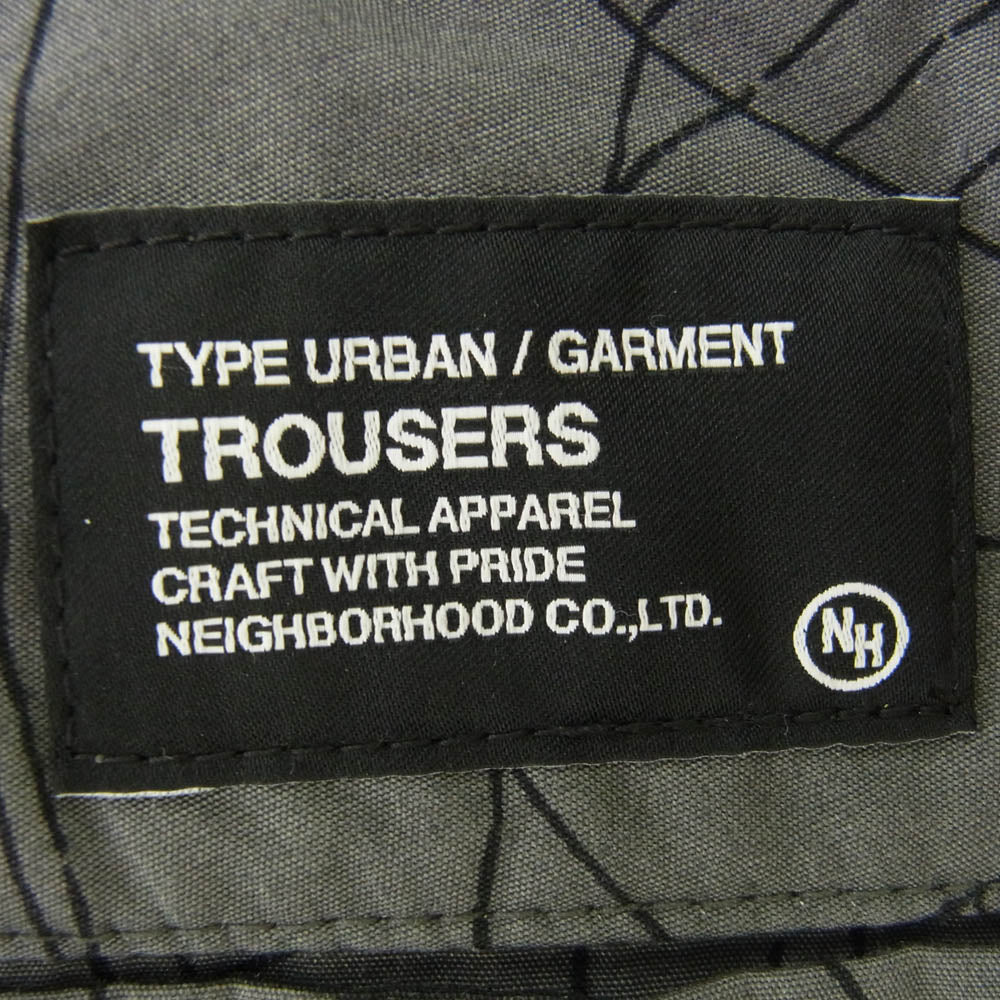 TYPE URBAN / GARMENT
TROUSERS
TECHNICAL APPAREL
CRAFT WITH PRIDE
NEIGHBORHOOD CO.,LTD.
NH